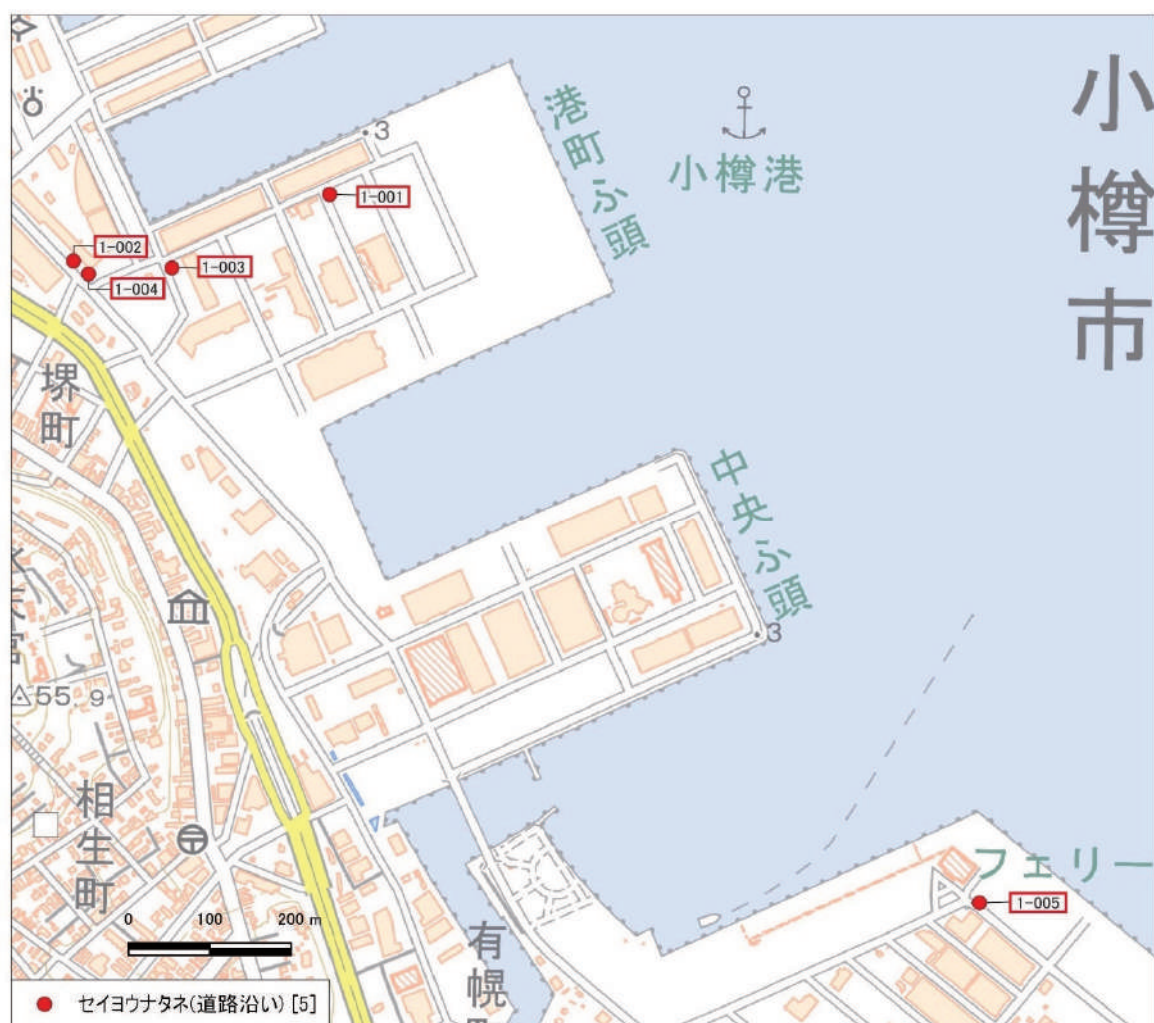 小樽市
港町ふ頭
小樽港
3
1-001
1-002
1-003
1-004
堺町
中央ふ頭
3
55.9
相生町
フェリー
1-005
有幌
0 100 200 m
セイヨウナタネ(道路沿い) [5]